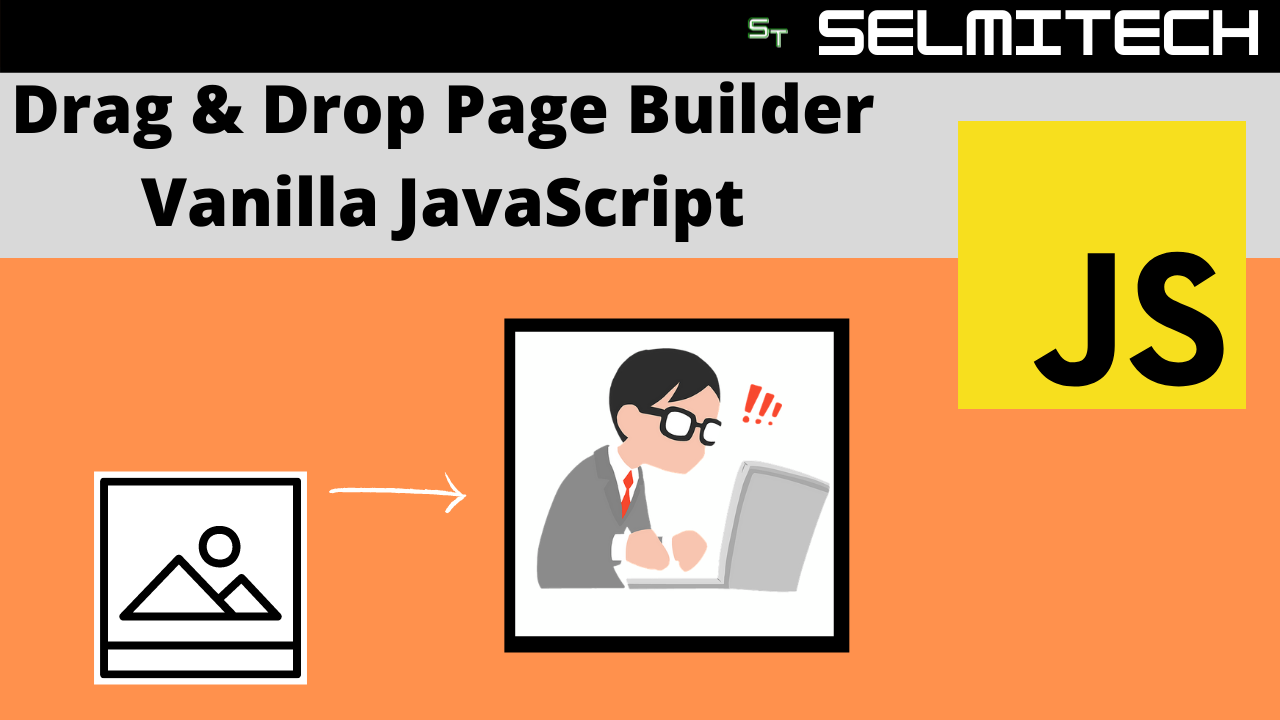 ST SELMITECH
Drag & Drop Page Builder
Vanilla JavaScript
JS
!!!